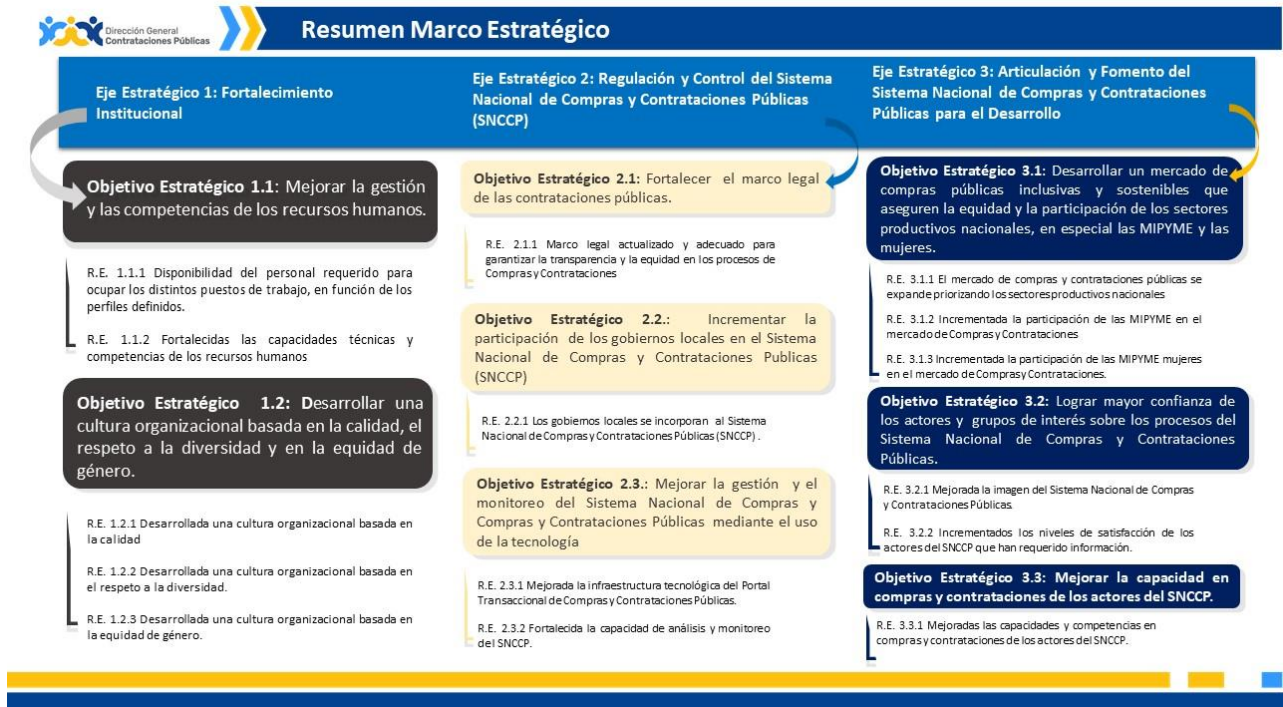 Dirección General
Contrataciones Públicas
Resumen Marco Estratégico
Eje Estratégico 1: Fortalecimiento
Institucional
Objetivo Estratégico 1.1: Mejorar la gestión
y las competencias de los recursos humanos.
R.E. 1.1.1 Disponibilidad del personal requerido para
ocupar los distintos puestos de trabajo, en función de los
perfiles definidos.
R.E. 1.1.2 Fortalecidas las capacidades técnicas y
competencias de los recursos humanos
Objetivo Estratégico 1.2: Desarrollar una
cultura organizacional basada en la calidad, el
respeto a la diversidad y en la equidad de
género.
R.E. 1.2.1 Desarrollada una cultura organizacional basada en
la calidad
R.E. 1.2.2 Desarrollada una cultura organizacional basada en
el respeto a la diversidad.
R.E. 1.2.3 Desarrollada una cultura organizacional basada en
la equidad de género.
Eje Estratégico 2: Regulación y Control del Sistema
Nacional de Compras y Contrataciones Públicas
(SNCCP)
Objetivo Estratégico 2.1: Fortalecer el marco legal
de las contrataciones públicas.
R.E. 2.1.1 Marco legal actualizado y adecuado para
garantizar la transparencia y la equidad en los procesos de
Compras y Contrataciones
Objetivo Estratégico 2.2.: Incrementar la
participación de los gobiernos locales en el Sistema
Nacional de Compras y Contrataciones Publicas
(SNCCP)
R.E. 2.2.1 Los gobiernos locales se incorporan al Sistema
Nacional de Compras y Contrataciones Públicas (SNCCP) .
Objetivo Estratégico 2.3.: Mejorar la gestión y el
monitoreo del Sistema Nacional de Compras y
Compras y Contrataciones Públicas mediante el uso
de la tecnología
R.E. 2.3.1 Mejorada la infraestructura tecnológica del Portal
Transaccional de Compras y Contrataciones Públicas.
R.E. 2.3.2 Fortalecida la capacidad de análisis y monitoreo
del SNCCP.
Eje Estratégico 3: Articulación y Fomento del
Sistema Nacional de Compras y Contrataciones
Públicas para el Desarrollo
Objetivo Estratégico 3.1: Desarrollar un mercado de
compras públicas inclusivas y sostenibles que
aseguren la equidad y la participación de los sectores
productivos nacionales, en especial las MIPYME y las
mujeres.
R.E. 3.1.1 El mercado de compras y contrataciones públicas se
expande priorizando los sectores productivos nacionales
R.E. 3.1.2 Incrementada la participación de las MIPYME en el
mercado de Compras y Contrataciones
R.E. 3.1.3 Incrementada la participación de las MIPYME mujeres
en el mercado de Compras y Contrataciones.
Objetivo Estratégico 3.2: Lograr mayor confianza de
los actores y grupos de interés sobre los procesos del
Sistema Nacional de Compras y Contrataciones
Públicas.
R.E. 3.2.1 Mejorada la imagen del Sistema Nacional de Compras
y Contrataciones Públicas.
R.E. 3.2.2 Incrementados los niveles de satisfacción de los
actores del SNCCP que han requerido información.
Objetivo Estratégico 3.3: Mejorar la capacidad en
compras y contrataciones de los actores del SNCCP.
R.E. 3.3.1 Mejoradas las capacidades y competencias en
compras y contrataciones de los actores del SNCCP.